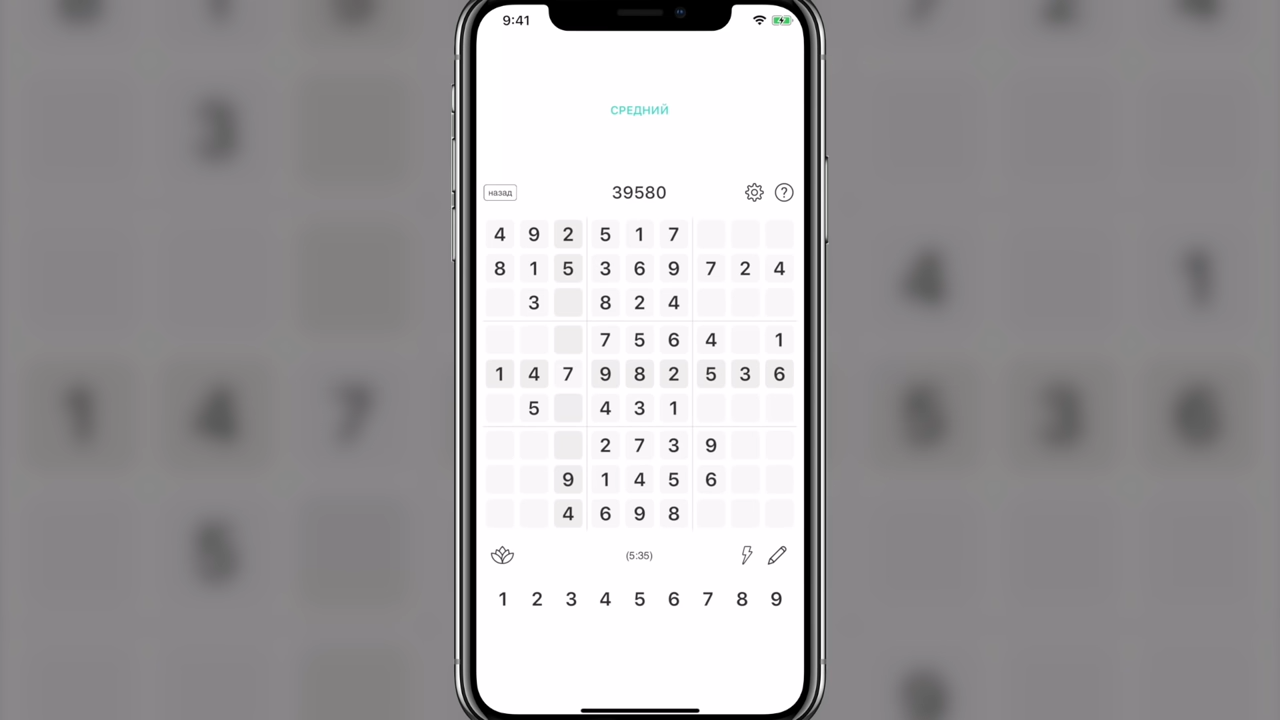 9:41
СРЕДНИЙ
назад
39580
?
4 9 2 5 1 7
8 1 5 3 6 9 7 2 4
3 8 2 4
7 5 6 4 1
1 4 7 9 8 2 5 3 6
5 4 3 1
2 7 3 9
9 1 4 5 6
4 6 9 8
(5:35)
1 2 3 4 5 6 7 8 9